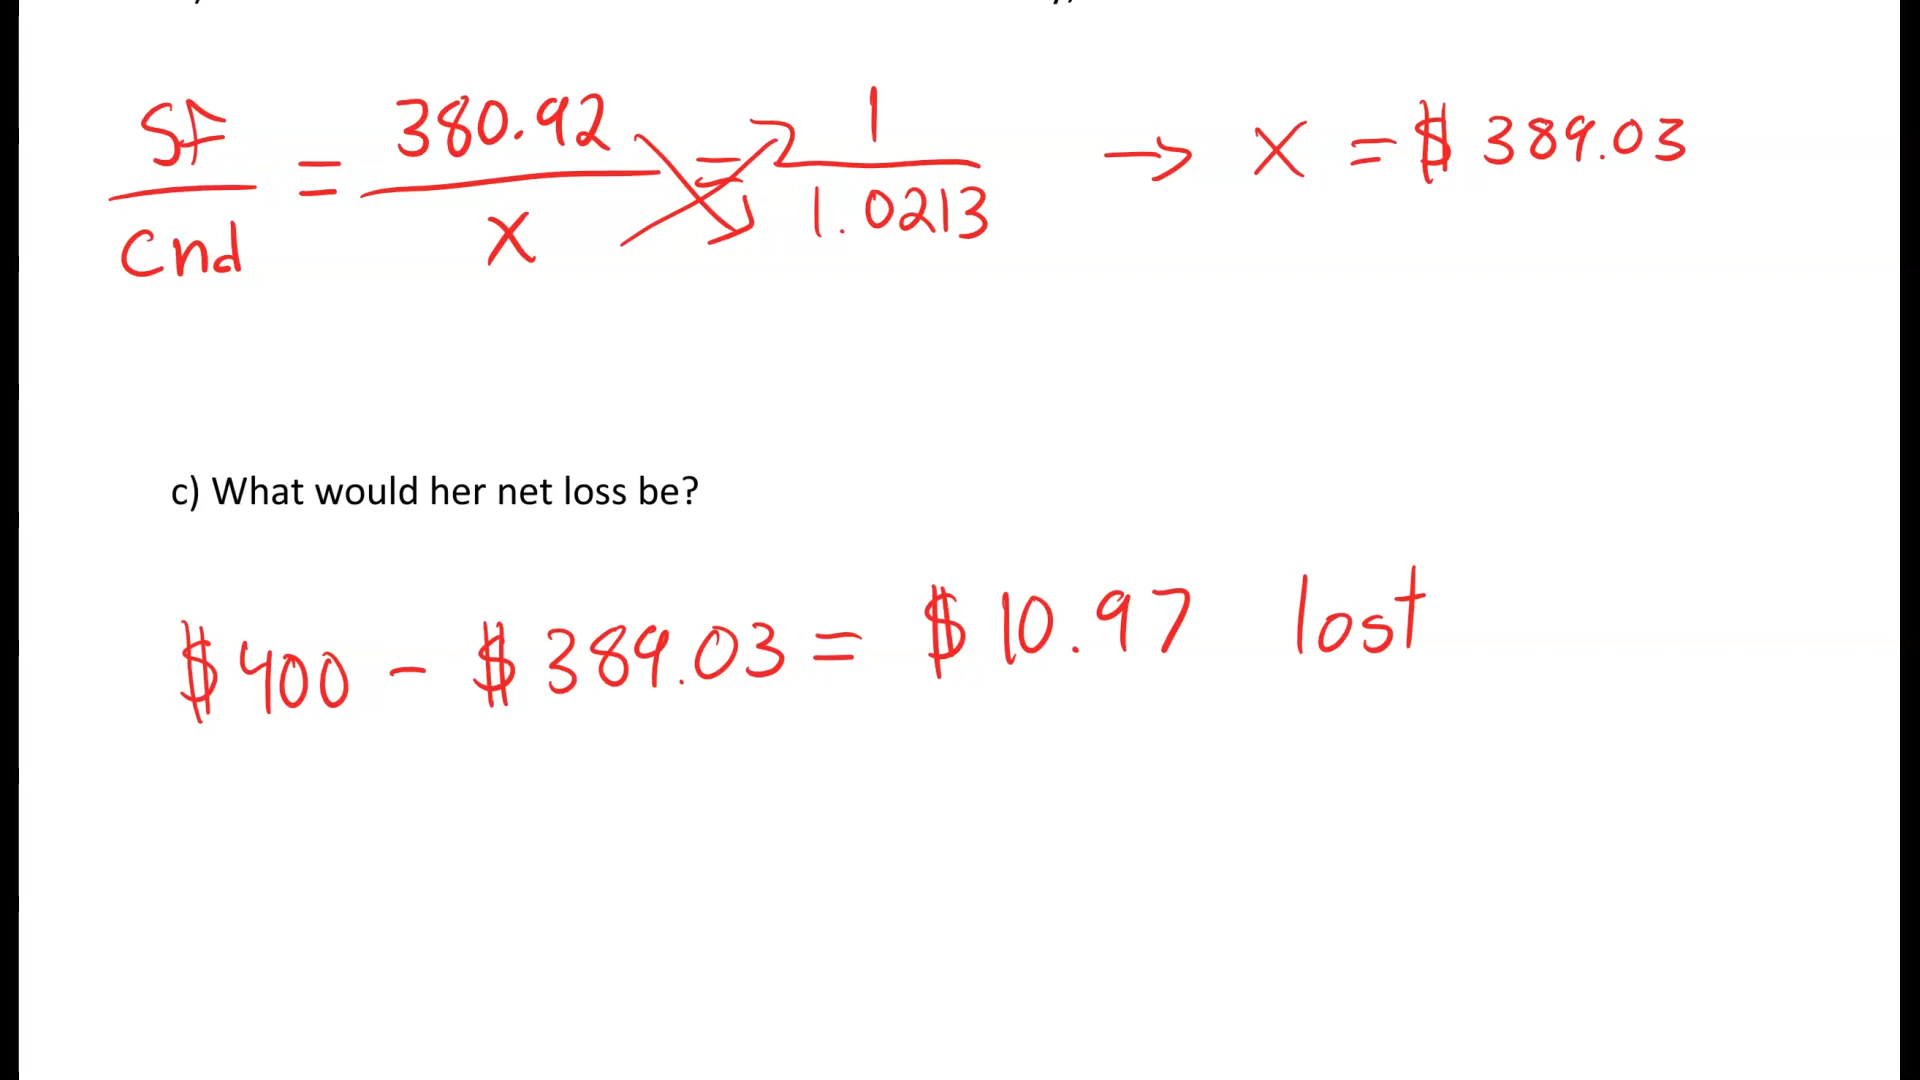 SF/Cnd = 380.92/x = 1/1.0213 → x = $ 389.03
c) What would her net loss be?
$400 - $389.03 = $10.97 lost